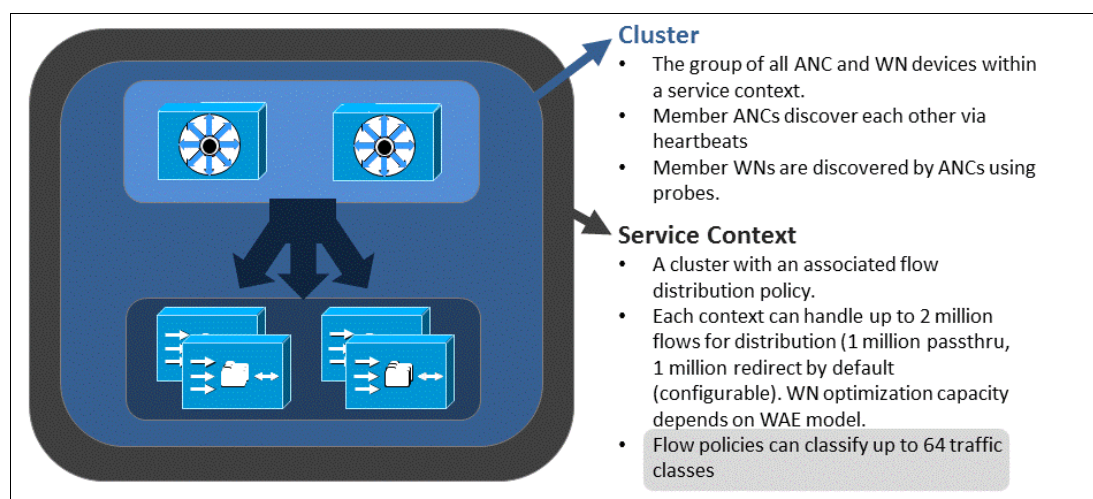 Cluster
• The group of all ANC and WN devices within
a service context.
• Member ANCs discover each other via
heartbeats
• Member WNs are discovered by ANCs using
probes.
Service Context
• A cluster with an associated flow
distribution policy.
• Each context can handle up to 2 million
flows for distribution (1 million passthru,
1 million redirect by default
(configurable). WN optimization capacity
depends on WAE model.
• Flow policies can classify up to 64 traffic
classes